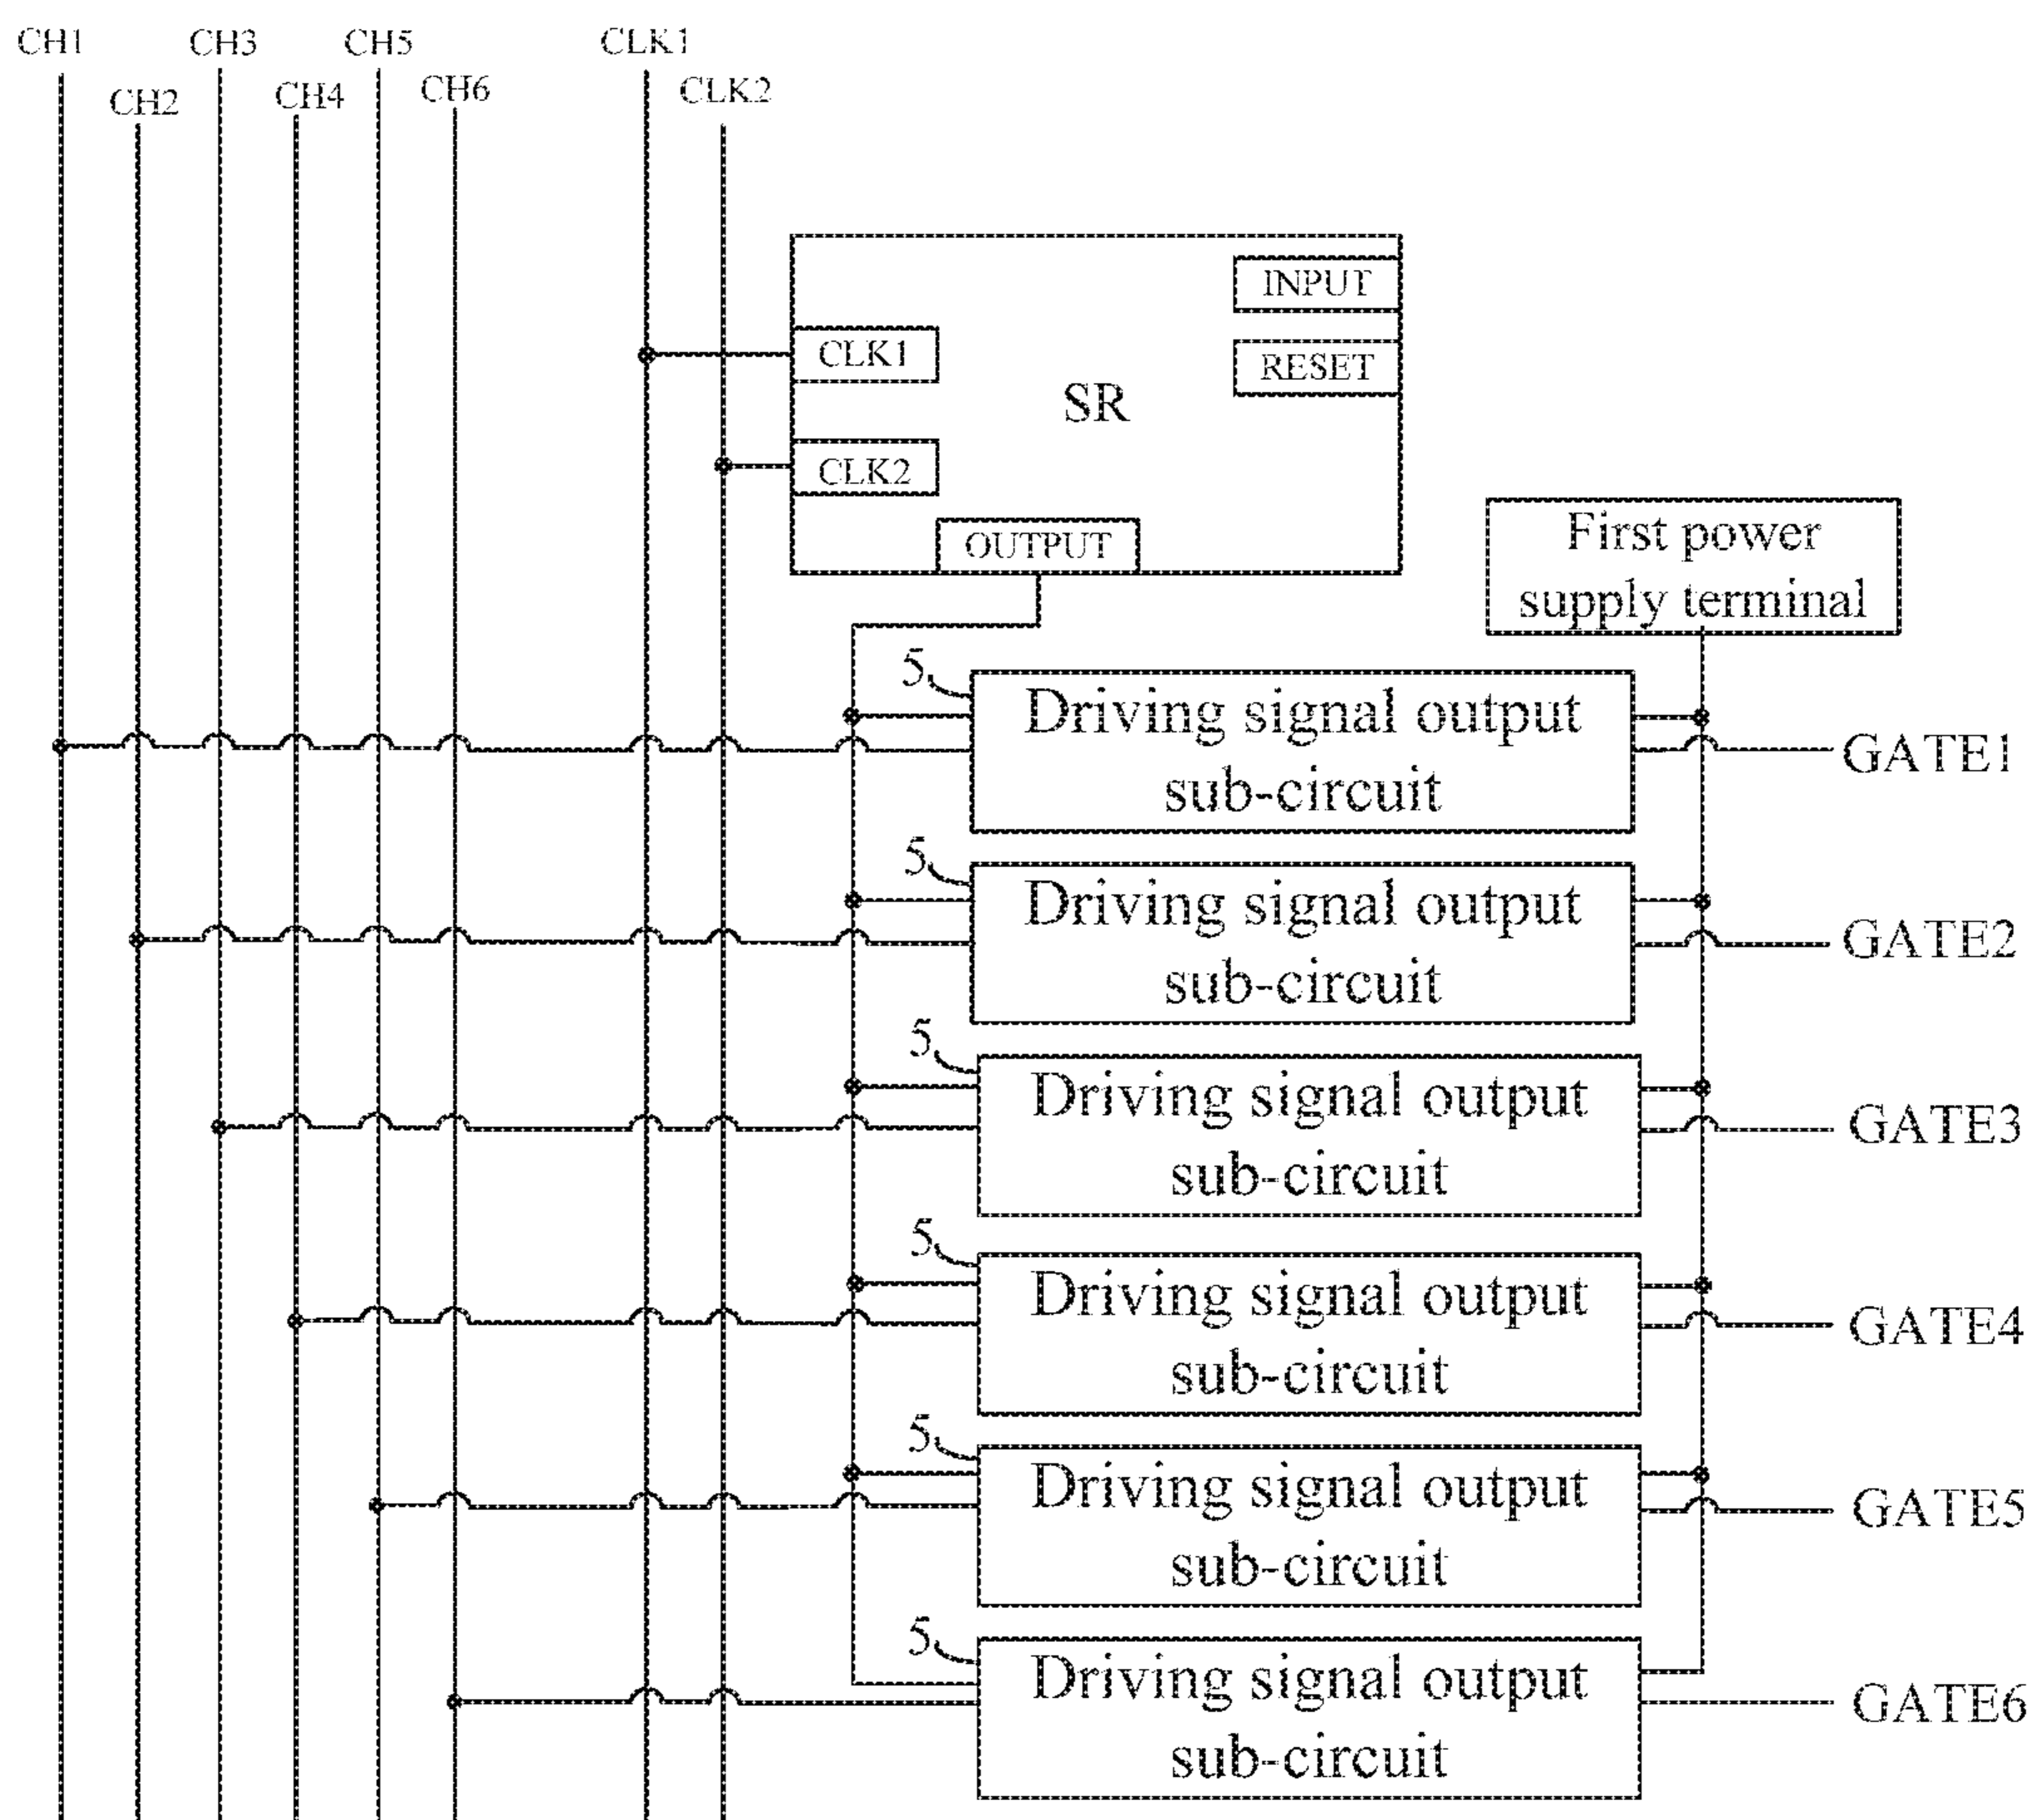 CH1
CH3
CH5
CLK1
CH2
CH4
CH6
CLK2
INPUT
CLK1
RESET
SR
CLK2
OUTPUT
First power
supply terminal
5
Driving signal output
sub-circuit
GATE1
5
Driving signal output
sub-circuit
GATE2
5
Driving signal output
sub-circuit
GATE3
5
Driving signal output
sub-circuit
GATE4
5
Driving signal output
sub-circuit
GATE5
5
Driving signal output
sub-circuit
GATE6